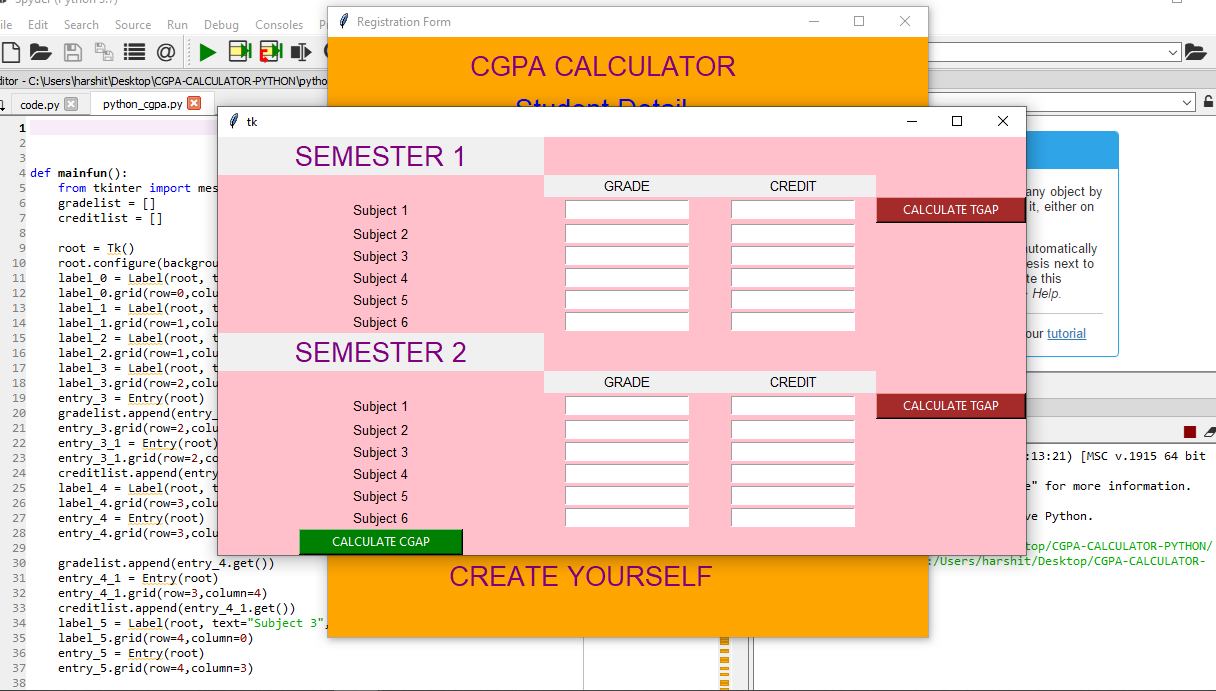 Spyder (Python 3.7)
File Edit Search Source Run Debug Consoles
Editor - C:\Users\harshit\Desktop\CGPA-CALCULATOR-PYTHON\pytho
code.py
python_cgpa.py
1
2
3
4 def mainfun():
5 from tkinter import mes
6 gradelist = []
7 creditlist = []
8
9 root = Tk()
10 root.configure(backgrou
11 label_0 = Label(root, t
12 label_0.grid(row=0,colu
13 label_1 = Label(root, t
14 label_1.grid(row=1,colu
15 label_2 = Label(root, t
16 label_2.grid(row=1,colu
17 label_3 = Label(root, t
18 label_3.grid(row=2,colu
19 entry_3 = Entry(root)
20 gradelist.append(entry_
21 entry_3.grid(row=2,colu
22 entry_3_1 = Entry(root)
23 entry_3_1.grid(row=2,co
24 creditlist.append(entry
25 label_4 = Label(root, t
26 label_4.grid(row=3,colu
27 entry_4 = Entry(root)
28 entry_4.grid(row=3,colu
29
30 gradelist.append(entry_4.get())
31 entry_4_1 = Entry(root)
32 entry_4_1.grid(row=3,column=4)
33 creditlist.append(entry_4_1.get())
34 label_5 = Label(root, text="Subject 3",
35 label_5.grid(row=4,column=0)
36 entry_5 = Entry(root)
37 entry_5.grid(row=4,column=3)
38
Registration Form
CGPA CALCULATOR
Student Detail
tk
SEMESTER 1
GRADE CREDIT
Subject 1 CALCULATE TGAP
Subject 2
Subject 3
Subject 4
Subject 5
Subject 6
SEMESTER 2
GRADE CREDIT
Subject 1 CALCULATE TGAP
Subject 2
Subject 3
Subject 4
Subject 5
Subject 6
CALCULATE CGPA
CREATE YOURSELF
any object by
it, either on
utomatically
esis next to
te this
Help.
our tutorial
:13:21) [MSC v.1915 64 bit
e" for more information.
ve Python.
top/CGPA-CALCULATOR-PYTHON/
:/Users/harshit/Desktop/CGPA-CALCULATOR-